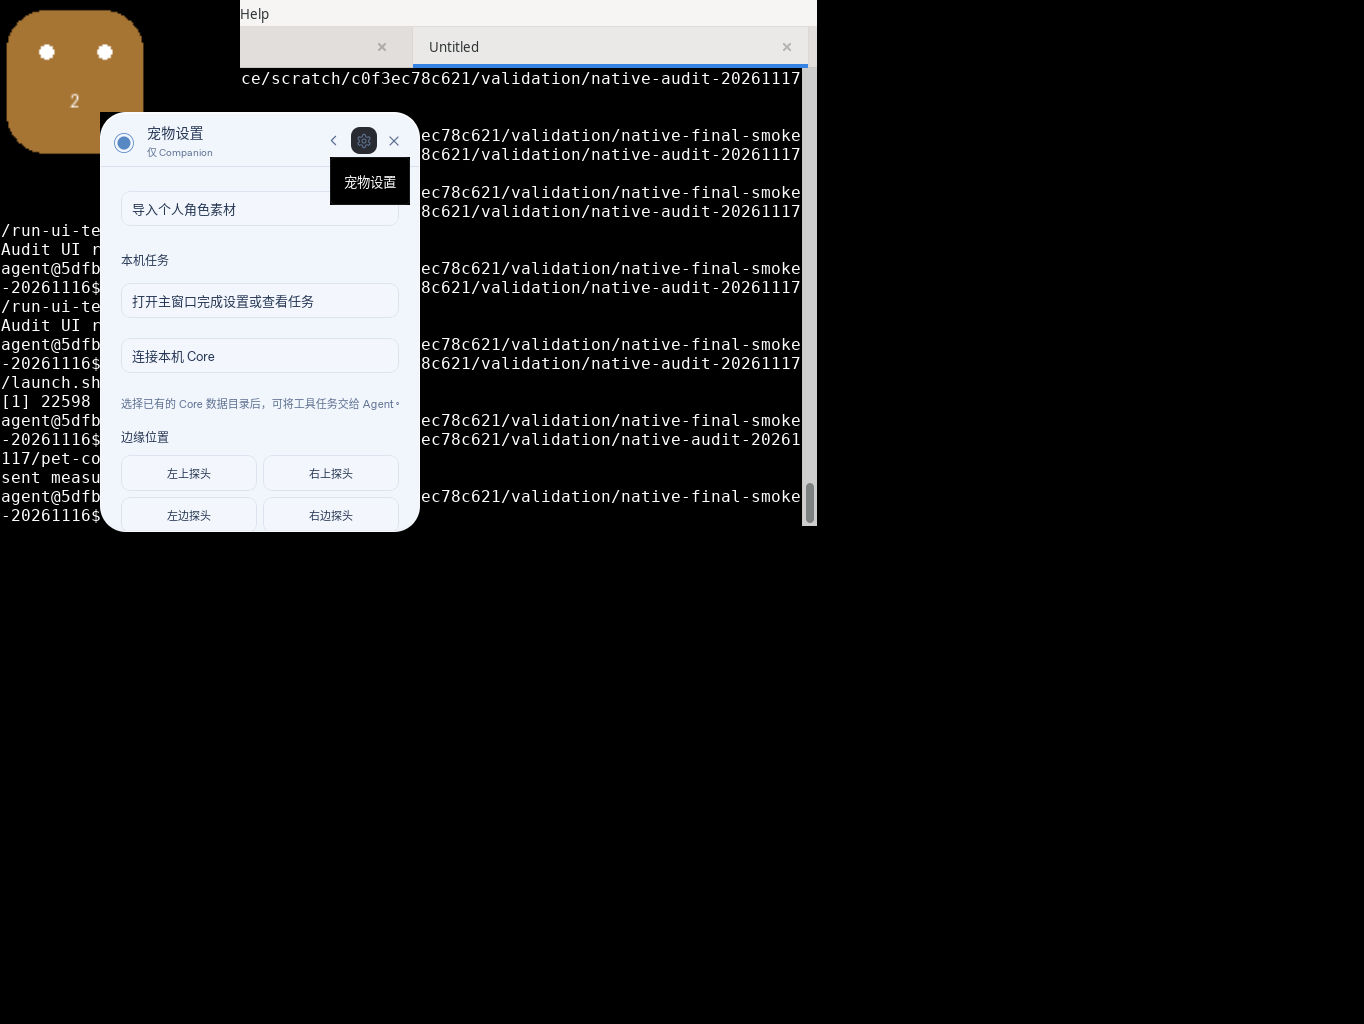 Help
Untitled
2
ce/scratch/c0f3ec78c621/validation/native-audit-20261117
ec78c621/validation/native-final-smoke
8c621/validation/native-audit-20261117
ec78c621/validation/native-final-smoke
8c621/validation/native-audit-20261117
/run-ui-te
Audit UI r
agent@5dfb ec78c621/validation/native-final-smoke
-20261116$ 8c621/validation/native-audit-20261117
/run-ui-te
Audit UI r
agent@5dfb ec78c621/validation/native-final-smoke
-20261116$ 8c621/validation/native-audit-20261117
/launch.sh
[1] 22598
agent@5dfb ec78c621/validation/native-final-smoke
-20261116$ ec78c621/validation/native-audit-20261
117/pet-co
sent measu
agent@5dfb ec78c621/validation/native-final-smoke
-20261116$
宠物设置
仅 Companion
宠物设置
导入个人角色素材
本机任务
打开主窗口完成设置或查看任务
连接本机 Core
选择已有的 Core 数据目录后，可将工具任务交给 Agent。
边缘位置
左上探头
右上探头
左边探头
右边探头